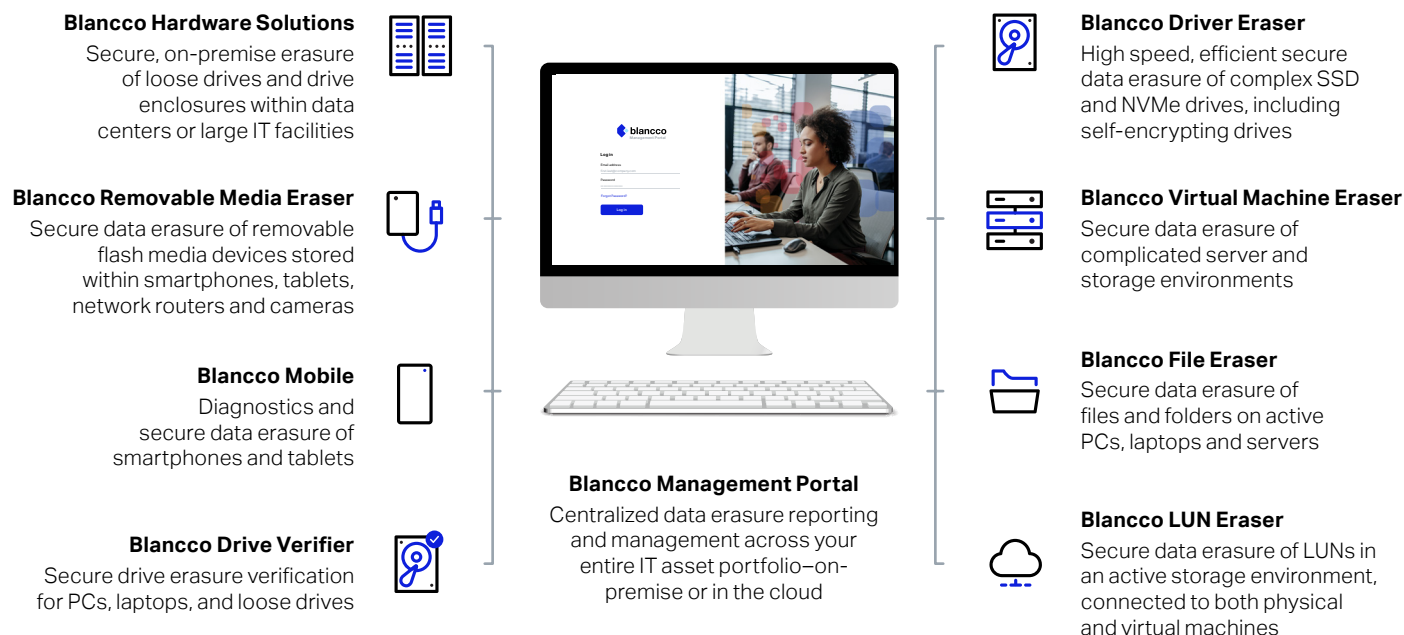 Blancco Hardware Solutions
Secure, on-premise erasure
of loose drives and drive
enclosures within data
centers or large IT facilities
Blancco Removable Media Eraser
Secure data erasure of removable
flash media devices stored
within smartphones, tablets,
network routers and cameras
Blancco Mobile
Diagnostics and
secure data erasure of
smartphones and tablets
Blancco Drive Verifier
Secure drive erasure verification
for PCs, laptops, and loose drives
blancco
Management Portal
Login
Email address
Password
Forgot Password?
Log in
Blancco Management Portal
Centralized data erasure reporting
and management across your
entire IT asset portfolio–on-
premise or in the cloud
Blancco Driver Eraser
High speed, efficient secure
data erasure of complex SSD
and NVMe drives, including
self-encrypting drives
Blancco Virtual Machine Eraser
Secure data erasure of
complicated server and
storage environments
Blancco File Eraser
Secure data erasure of
files and folders on active
PCs, laptops and servers
Blancco LUN Eraser
Secure data erasure of LUNs in
an active storage environment,
connected to both physical
and virtual machines